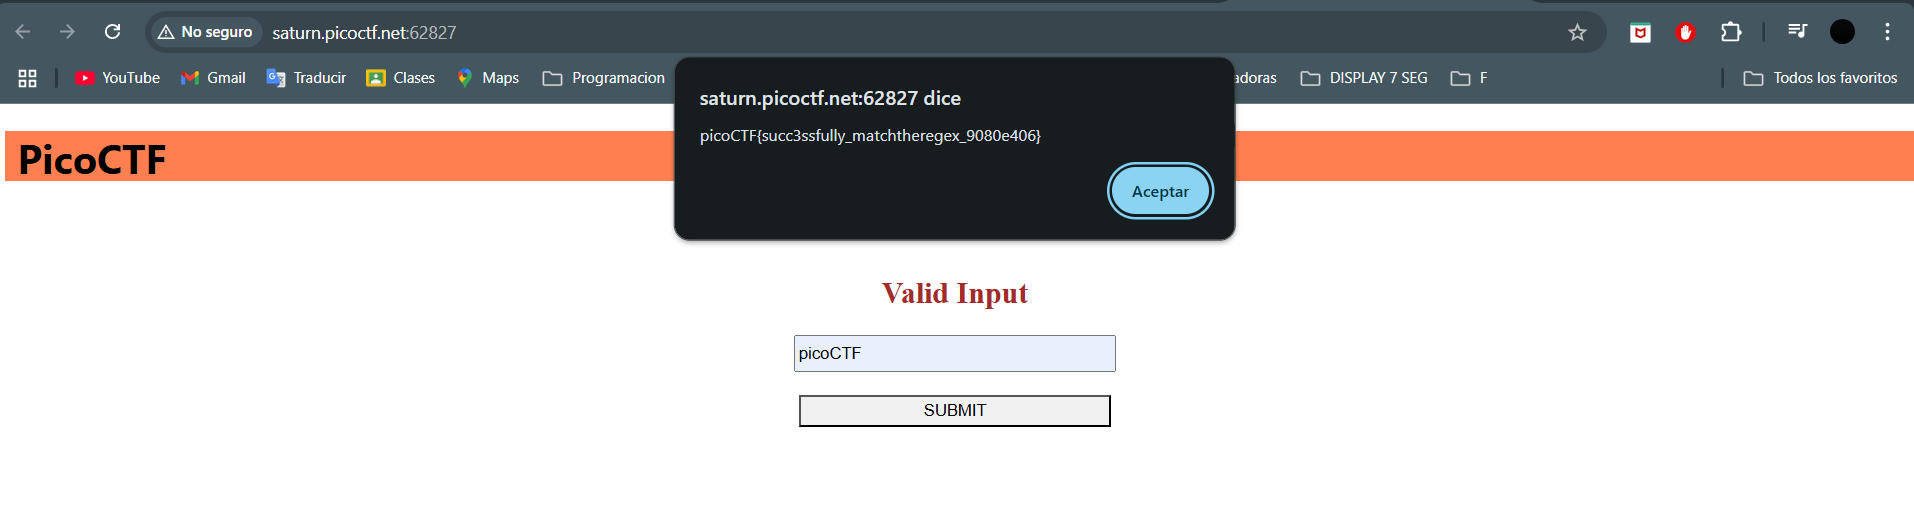 No seguro saturn.picoctf.net:62827
YouTube Gmail Traducir Clases Maps Programacion adoras DISPLAY 7 SEG F Todos los favoritos
saturn.picoctf.net:62827 dice
picoCTF{succ3ssfully_matchtheregex_9080e406}
Aceptar
PicoCTF
Valid Input
picoCTF
SUBMIT